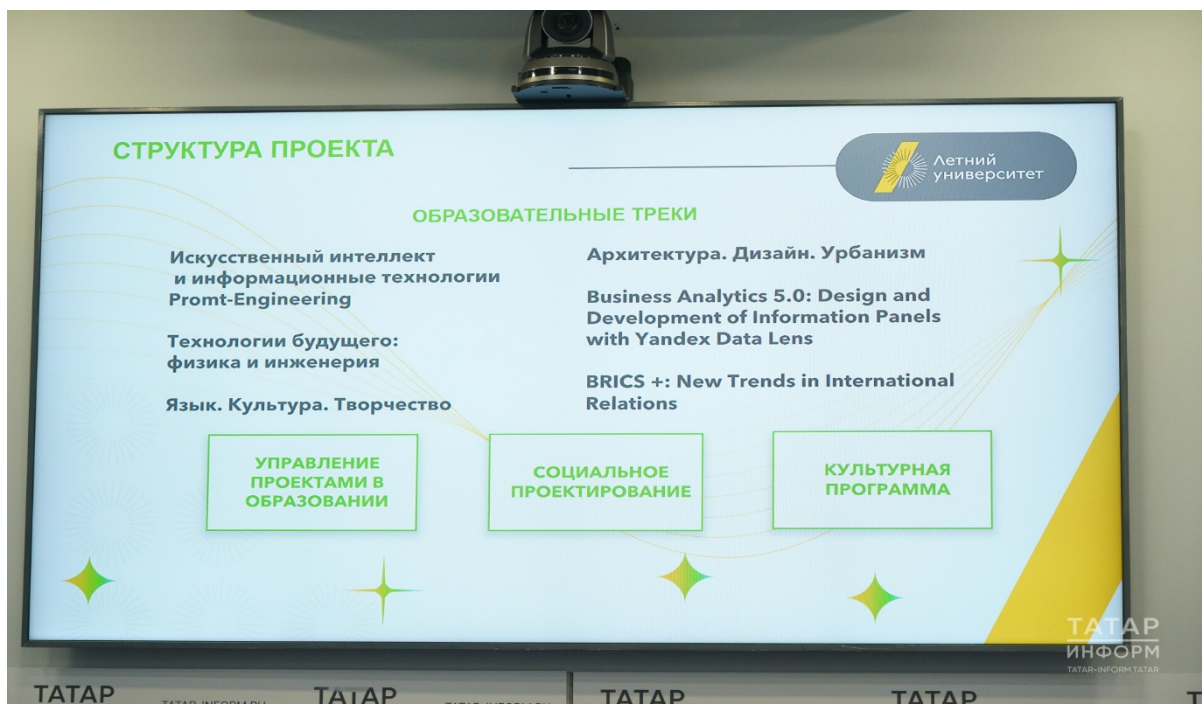 СТРУКТУРА ПРОЕКТА
Летний
университет
ОБРАЗОВАТЕЛЬНЫЕ ТРЕКИ
Искусственный интеллект
и информационные технологии
Promt-Engineering
Технологии будущего:
физика и инженерия
Язык. Культура. Творчество
Архитектура. Дизайн. Урбанизм
Business Analytics 5.0: Design and
Development of Information Panels
with Yandex Data Lens
BRICS +: New Trends in International
Relations
УПРАВЛЕНИЕ
ПРОЕКТАМИ В
ОБРАЗОВАНИИ
СОЦИАЛЬНОЕ
ПРОЕКТИРОВАНИЕ
КУЛЬТУРНАЯ
ПРОГРАММА
ТАТАР
ИНФОРМ
TATAR-INFORM.TATAR
ТАТАР
ТАТАР
ТАТАР
ТАТАР